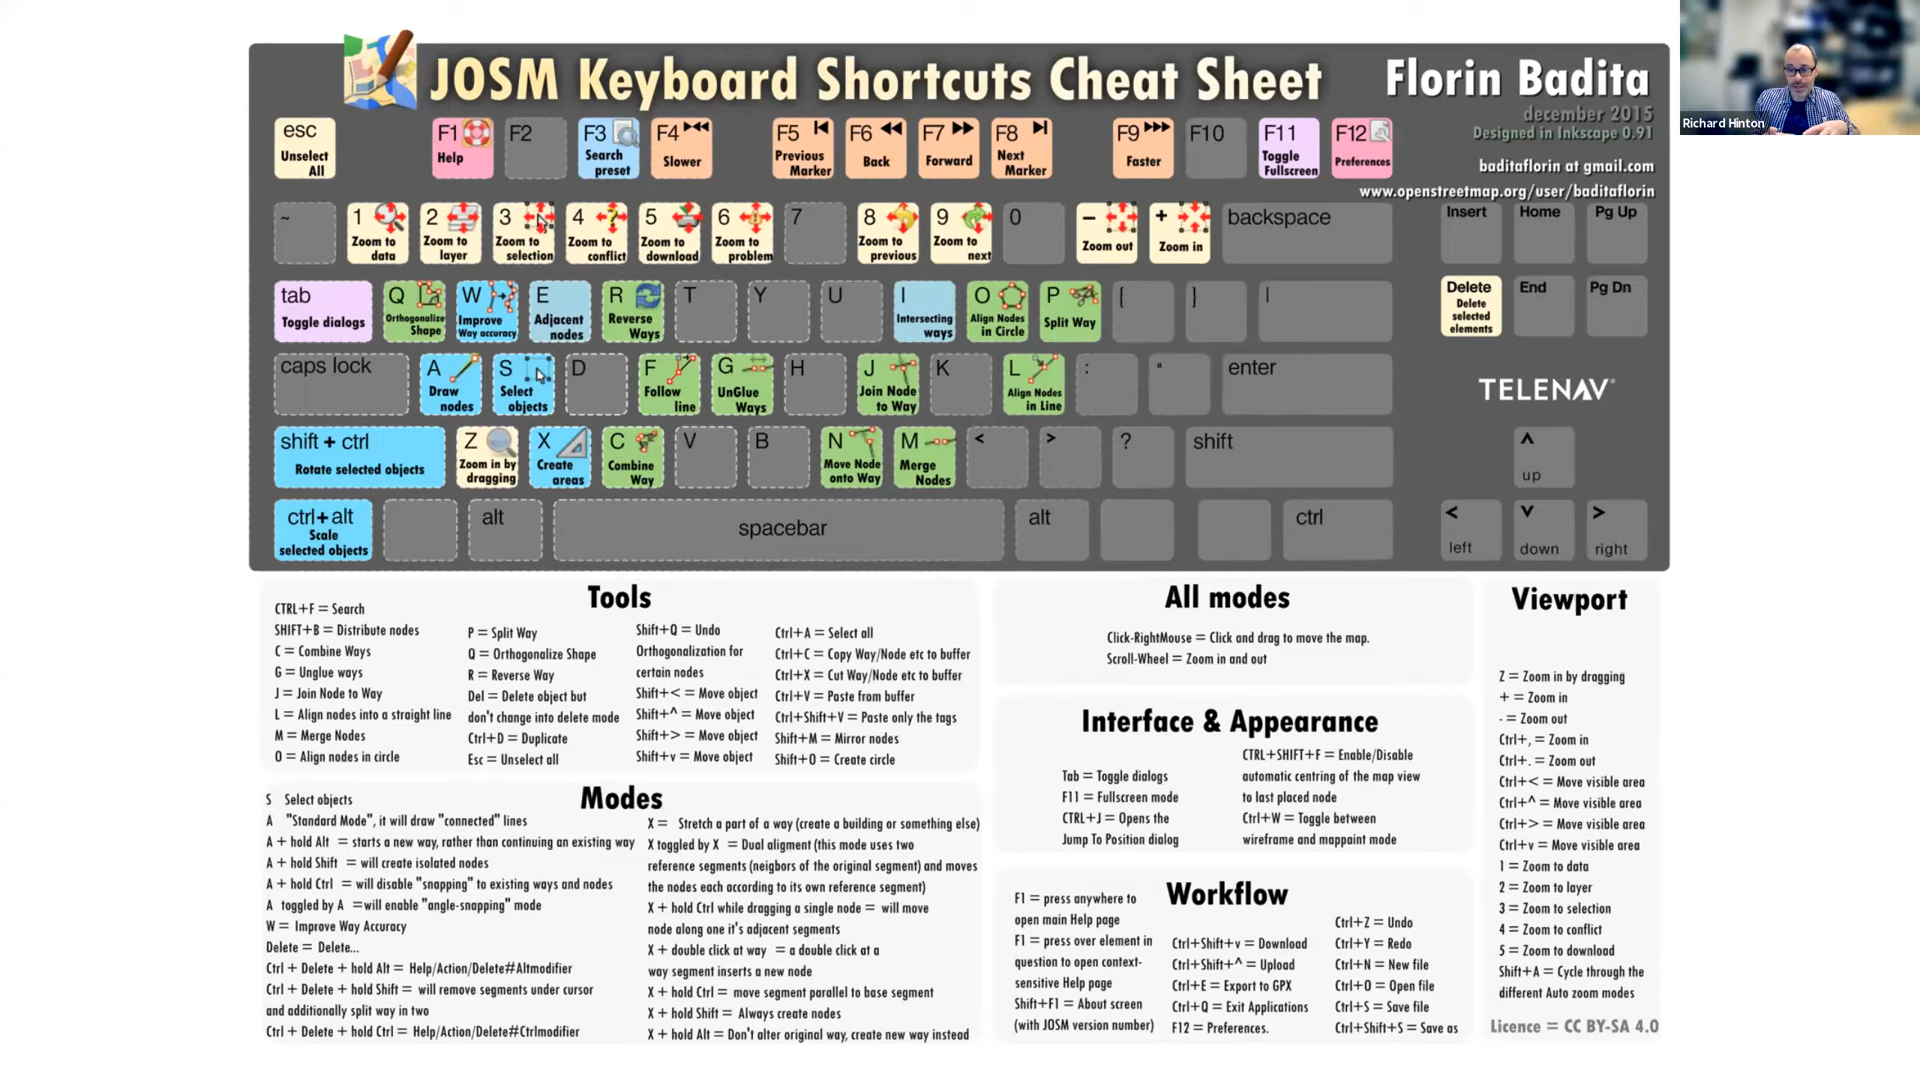 JOSM Keyboard Shortcuts Cheat Sheet
Florin Badita
december 2015
Designed in Inkscape 0.91
baditaflorin at gmail.com
www.openstreetmap.org/user/baditaflorin
Richard Hinton
esc
Unselect
All
F1
Help
F2
F3
Search
preset
F4
Slower
F5
Previous
Marker
F6
Back
F7
Forward
F8
Next
Marker
F9
Faster
F10
F11
Toggle
Fullscreen
F12
Preferences
~
1
Zoom to
data
2
Zoom to
layer
3
Zoom to
selection
4
Zoom to
conflict
5
Zoom to
download
6
Zoom to
problem
7
8
Zoom to
previous
9
Zoom to
next
0
-
Zoom out
+
Zoom in
backspace
Insert
Home
Pg Up
tab
Toggle dialogs
Q
Orthogonalize
Shape
W
Improve
Way accuracy
E
Adjacent
nodes
R
Reverse
Ways
T
Y
U
I
Intersecting
ways
O
Align Nodes
in Circle
P
Split Way
[
]
|
Delete
Delete
selected
elements
End
Pg Dn
caps lock
A
Draw
nodes
S
Select
objects
D
F
Follow
line
G
UnGlue
Ways
H
J
Join Node
to Way
K
L
Align Nodes
in Line
:
"
enter
TELENAV
shift + ctrl
Rotate selected objects
Z
Zoom in by
dragging
X
Create
areas
C
Combine
Way
V
B
N
Move Node
onto Way
M
Merge
Nodes
<
>
?
shift
^
up
ctrl+alt
Scale
selected objects
alt
spacebar
alt
ctrl
<
left
v
down
>
right
Tools
CTRL+F = Search
SHIFT+B = Distribute nodes
C = Combine Ways
G = Unglue ways
J = Join Node to Way
L = Align nodes into a straight line
M = Merge Nodes
O = Align nodes in circle
P = Split Way
Q = Orthogonalize Shape
R = Reverse Way
Del = Delete object but
don't change into delete mode
Ctrl+D = Duplicate
Esc = Unselect all
Shift+Q = Undo
Orthogonalization for
certain nodes
Shift+< = Move object
Shift+^ = Move object
Shift+> = Move object
Shift+v = Move object
Ctrl+A = Select all
Ctrl+C = Copy Way/Node etc to buffer
Ctrl+X = Cut Way/Node etc to buffer
Ctrl+V = Paste from buffer
Ctrl+Shift+V = Paste only the tags
Shift+M = Mirror nodes
Shift+O = Create circle
Modes
S Select objects
A "Standard Mode", it will draw "connected" lines
A + hold Alt = starts a new way, rather than continuing an existing way
A + hold Shift = will create isolated nodes
A + hold Ctrl = will disable "snapping" to existing ways and nodes
A toggled by A =will enable "angle-snapping" mode
W = Improve Way Accuracy
Delete = Delete...
Ctrl + Delete + hold Alt = Help/Action/Delete#Altmodifier
Ctrl + Delete + hold Shift = will remove segments under cursor
and additionally split way in two
Ctrl + Delete + hold Ctrl = Help/Action/Delete#Ctrlmodifier
X = Stretch a part of a way (create a building or something else)
X toggled by X = Dual aligment (this mode uses two
reference segments (neigbors of the original segment) and moves
the nodes each according to its own reference segment)
X + hold Ctrl while dragging a single node = will move
node along one it's adjacent segments
X + double click at way = a double click at a
way segment inserts a new node
X + hold Ctrl = move segment parallel to base segment
X + hold Shift = Always create nodes
X + hold Alt = Don't alter original way, create new way instead
All modes
Click-RightMouse = Click and drag to move the map.
Scroll-Wheel = Zoom in and out
Interface & Appearance
Tab = Toggle dialogs
F11 = Fullscreen mode
CTRL+J = Opens the
Jump To Position dialog
CTRL+SHIFT+F = Enable/Disable
automatic centring of the map view
to last placed node
Ctrl+W = Toggle between
wireframe and mappaint mode
Workflow
F1 = press anywhere to
open main Help page
F1 = press over element in
question to open context-
sensitive Help page
Shift+F1 = About screen
(with JOSM version number)
Ctrl+Shift+v = Download
Ctrl+Shift+^ = Upload
Ctrl+E = Export to GPX
Ctrl+Q = Exit Applications
F12 = Preferences.
Ctrl+Z = Undo
Ctrl+Y = Redo
Ctrl+N = New file
Ctrl+O = Open file
Ctrl+S = Save file
Ctrl+Shift+S = Save as
Viewport
Z = Zoom in by dragging
+ = Zoom in
- = Zoom out
Ctrl+, = Zoom in
Ctrl+. = Zoom out
Ctrl+< = Move visible area
Ctrl+^ = Move visible area
Ctrl+> = Move visible area
Ctrl+v = Move visible area
1 = Zoom to data
2 = Zoom to layer
3 = Zoom to selection
4 = Zoom to conflict
5 = Zoom to download
Shift+A = Cycle through the
different Auto zoom modes
Licence = CC BY-SA 4.0